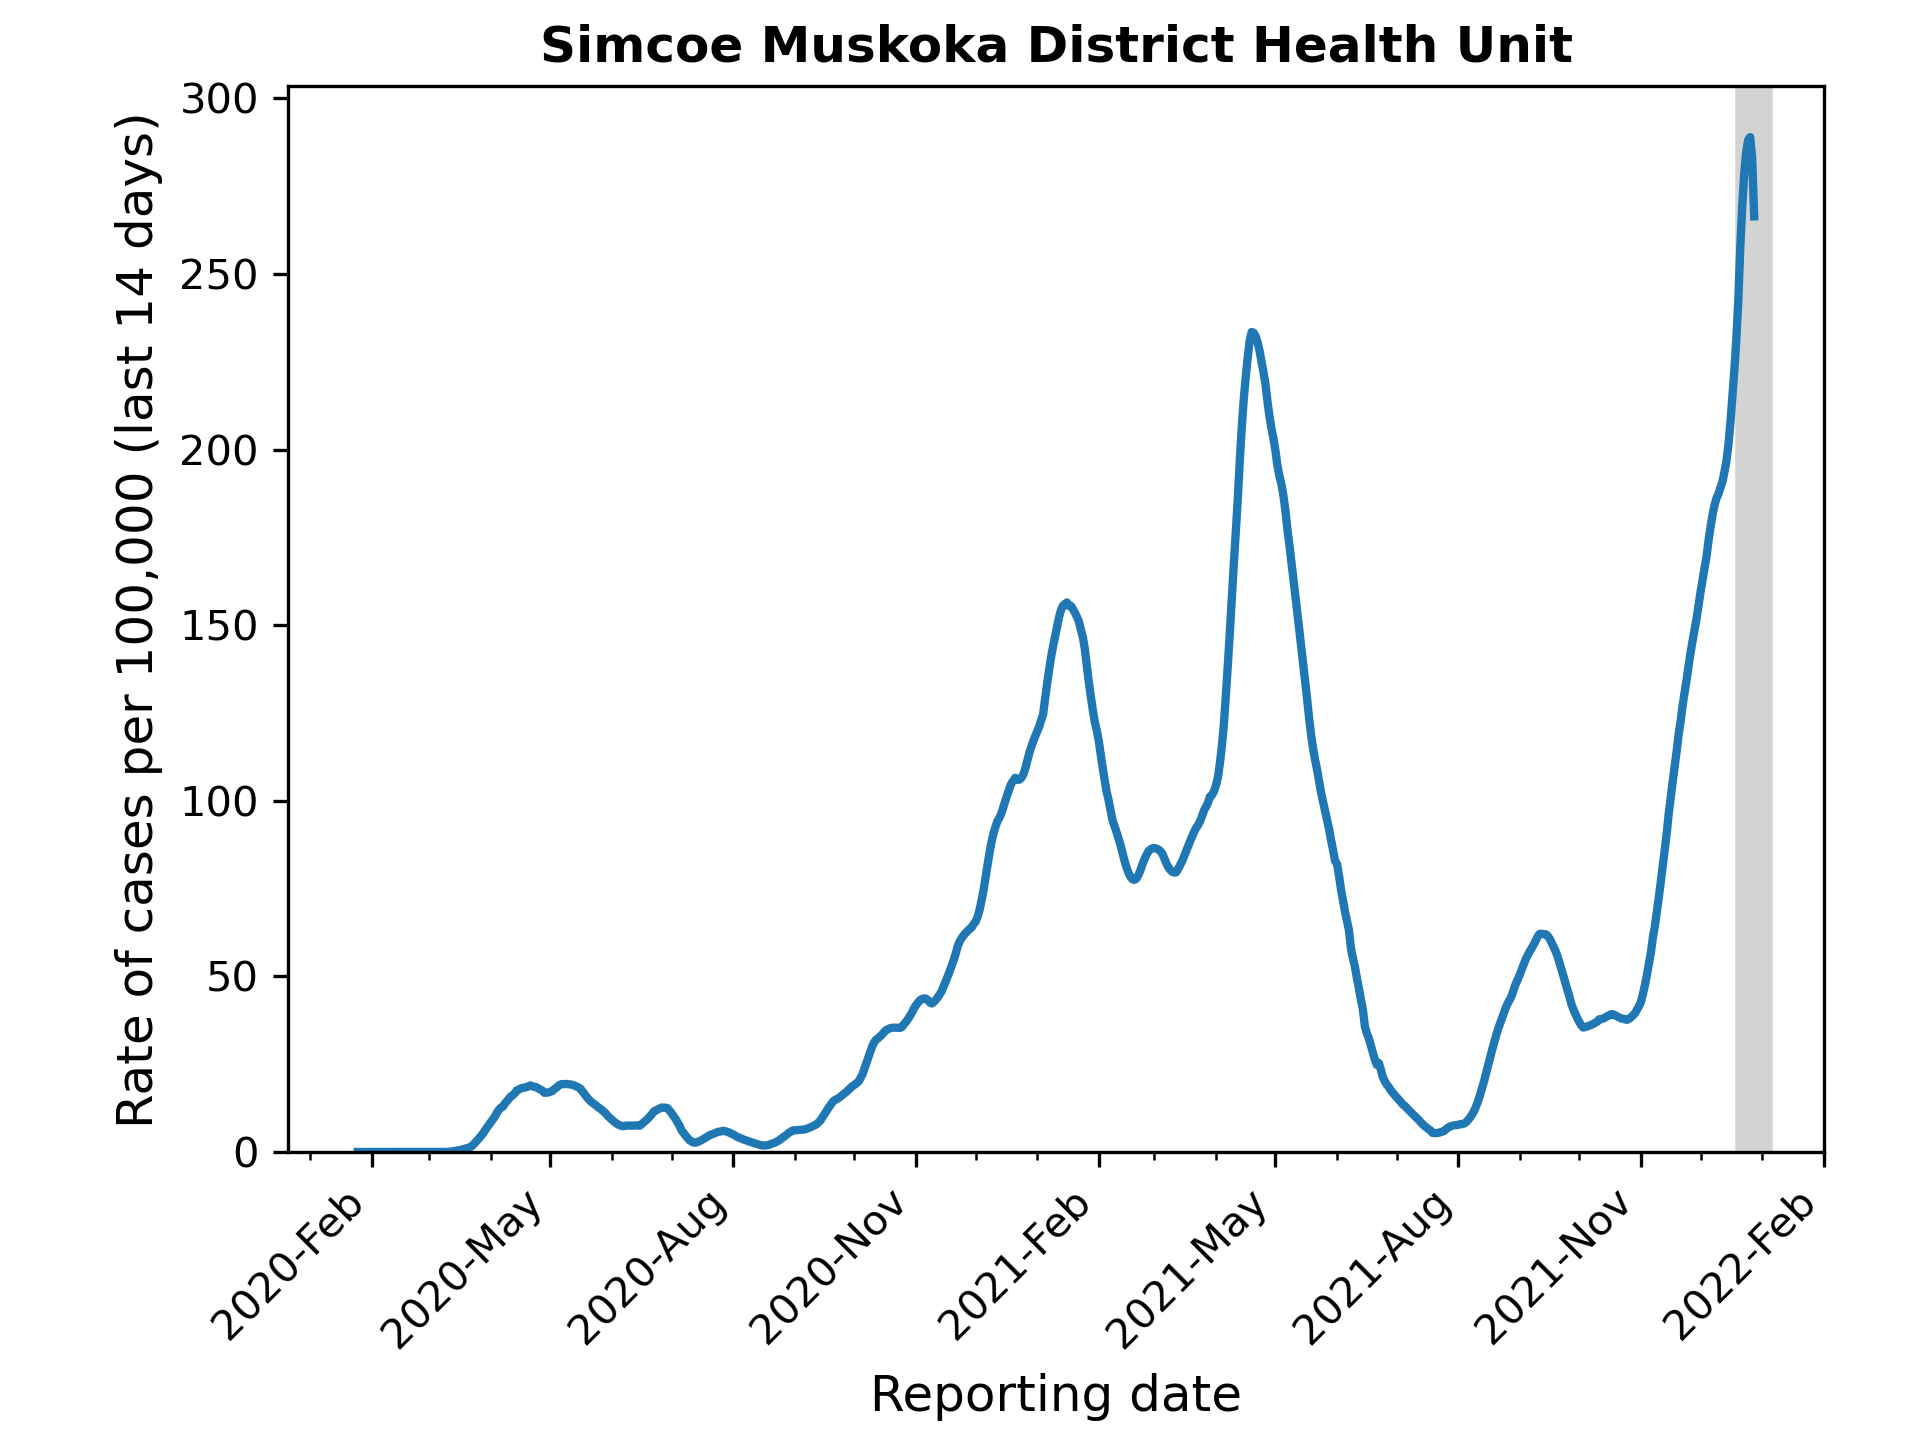 Simcoe Muskoka District Health Unit
Rate of cases per 100,000 (last 14 days)
300
250
200
150
100
50
0
2020-Feb
2020-May
2020-Aug
2020-Nov
2021-Feb
2021-May
2021-Aug
2021-Nov
2022-Feb
Reporting date